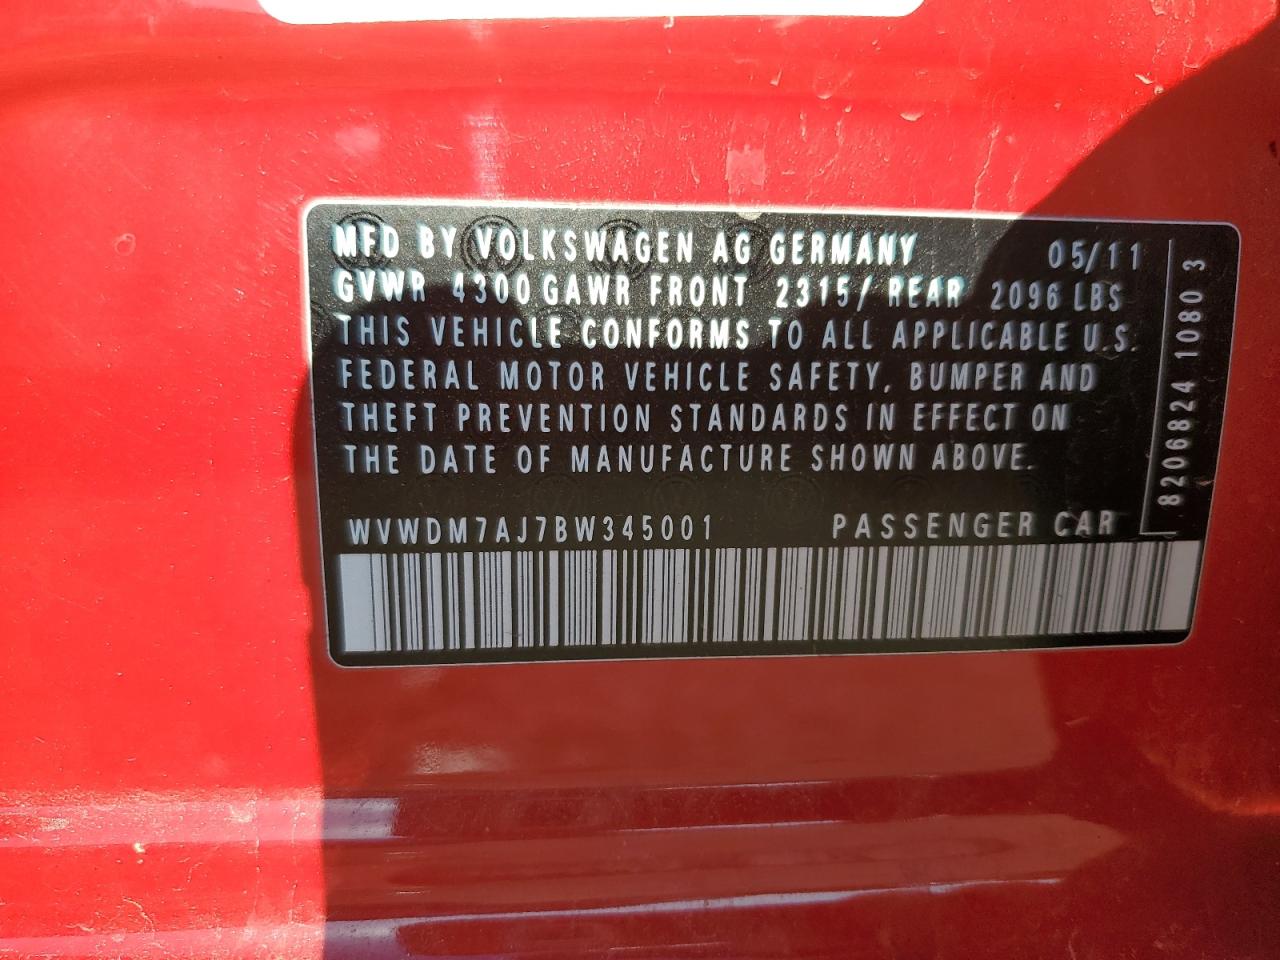 MFD BY VOLKSWAGEN AG GERMANY 05/11
GVWR 4300 GAWR FRONT 2315/ REAR 2096 LBS
THIS VEHICLE CONFORMS TO ALL APPLICABLE U.S.
FEDERAL MOTOR VEHICLE SAFETY, BUMPER AND
THEFT PREVENTION STANDARDS IN EFFECT ON
THE DATE OF MANUFACTURE SHOWN ABOVE.
WVWDM7AJ7BW345001 PASSENGER CAR
8206824 1080 3